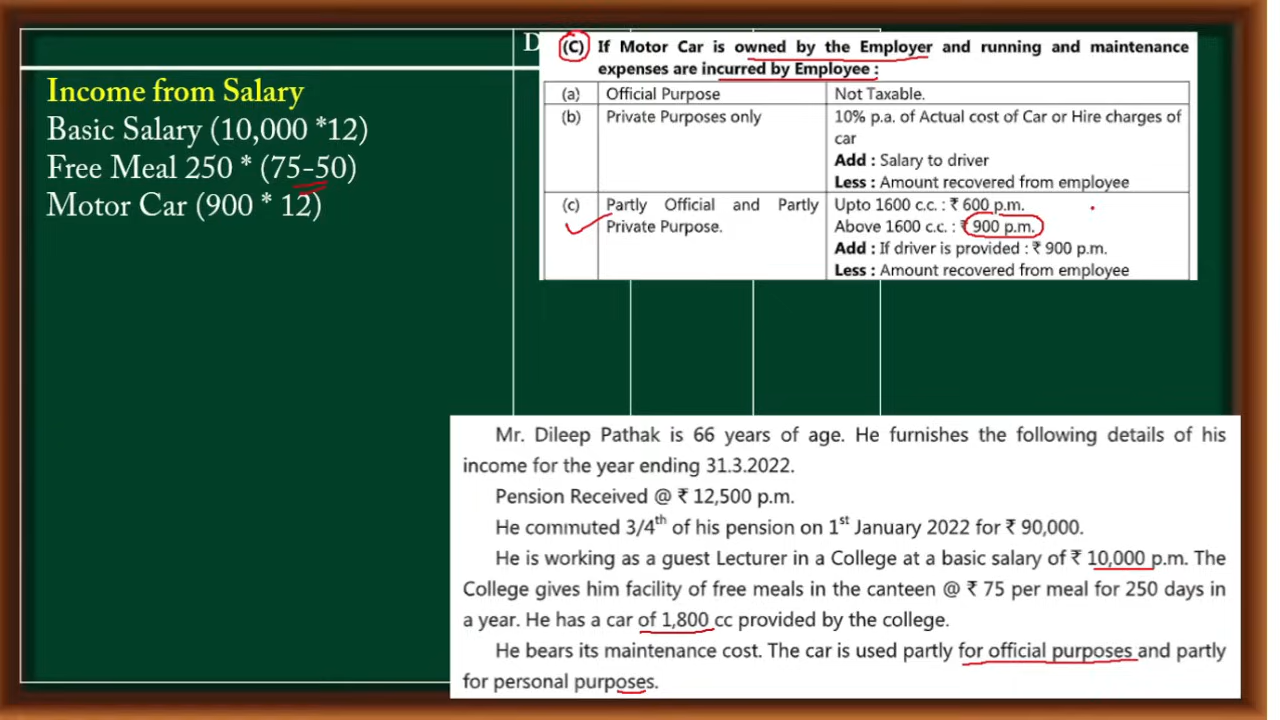 Income from Salary
Basic Salary (10,000 *12)
Free Meal 250 * (75-50)
Motor Car (900 * 12)
D
(C) If Motor Car is owned by the Employer and running and maintenance
expenses are incurred by Employee :
(a) Official Purpose Not Taxable.
(b) Private Purposes only 10% p.a. of Actual cost of Car or Hire charges of
car
Add : Salary to driver
Less : Amount recovered from employee
(c) Partly Official and Partly Upto 1600 c.c. : ₹ 600 p.m.
Private Purpose. Above 1600 c.c. : ₹ 900 p.m.
Add : If driver is provided : ₹ 900 p.m.
Less : Amount recovered from employee
Mr. Dileep Pathak is 66 years of age. He furnishes the following details of his
income for the year ending 31.3.2022.
Pension Received @ ₹ 12,500 p.m.
He commuted 3/4th of his pension on 1st January 2022 for ₹ 90,000.
He is working as a guest Lecturer in a College at a basic salary of ₹ 10,000 p.m. The
College gives him facility of free meals in the canteen @ ₹ 75 per meal for 250 days in
a year. He has a car of 1,800 cc provided by the college.
He bears its maintenance cost. The car is used partly for official purposes and partly
for personal purposes.